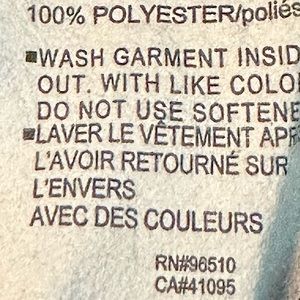 100% POLYESTER/poliés
▪WASH GARMENT INSID
OUT. WITH LIKE COLO
DO NOT USE SOFTENE
▪LAVER LE VÊTEMENT APR
L'AVOIR RETOURNÉ SUR
L'ENVERS
AVEC DES COULEURS
RN#96510
CA#41095